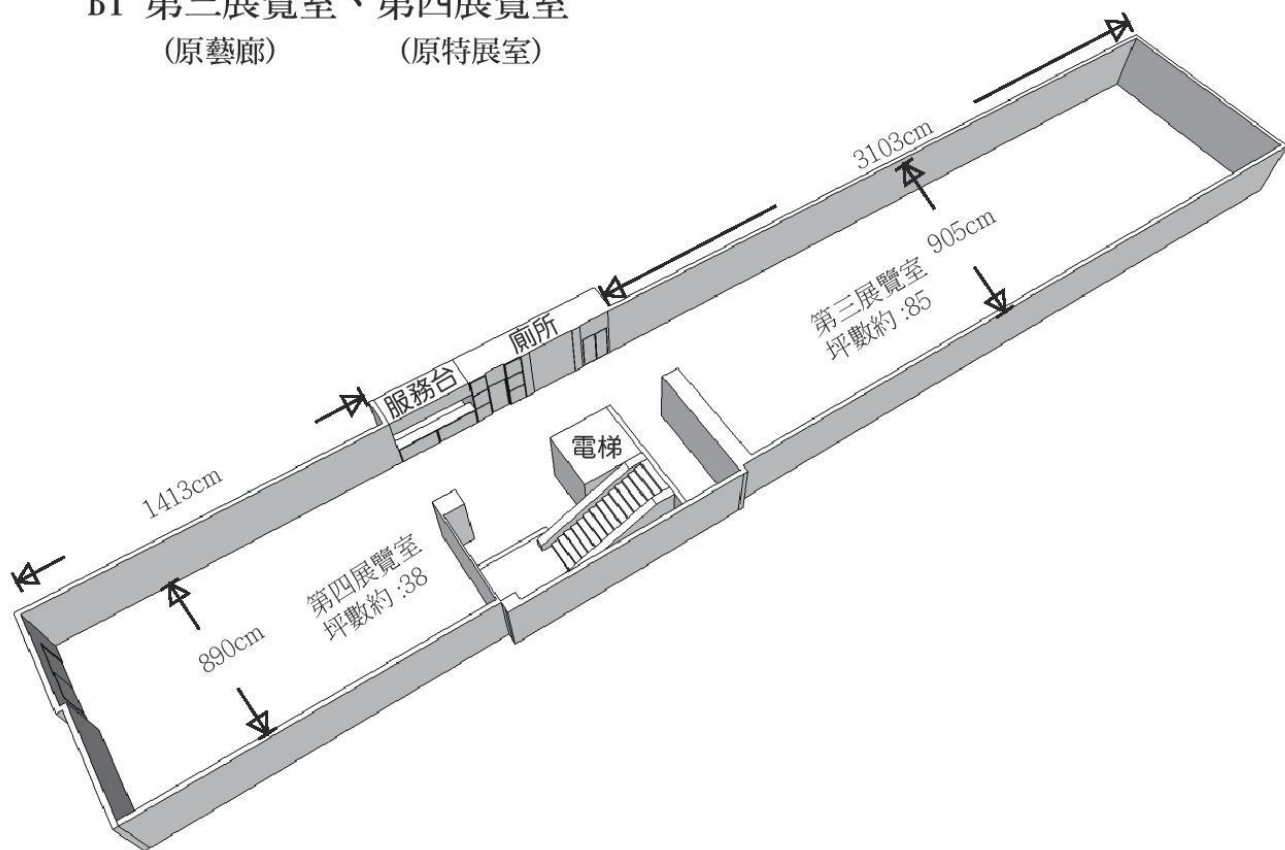 B1 第三展覽室、第四展覽室
(原藝廊) (原特展室)
3103cm
905cm
第三展覽室
坪數約:85
廁所
服務台
電梯
1413cm
第四展覽室
坪數約:38
890cm